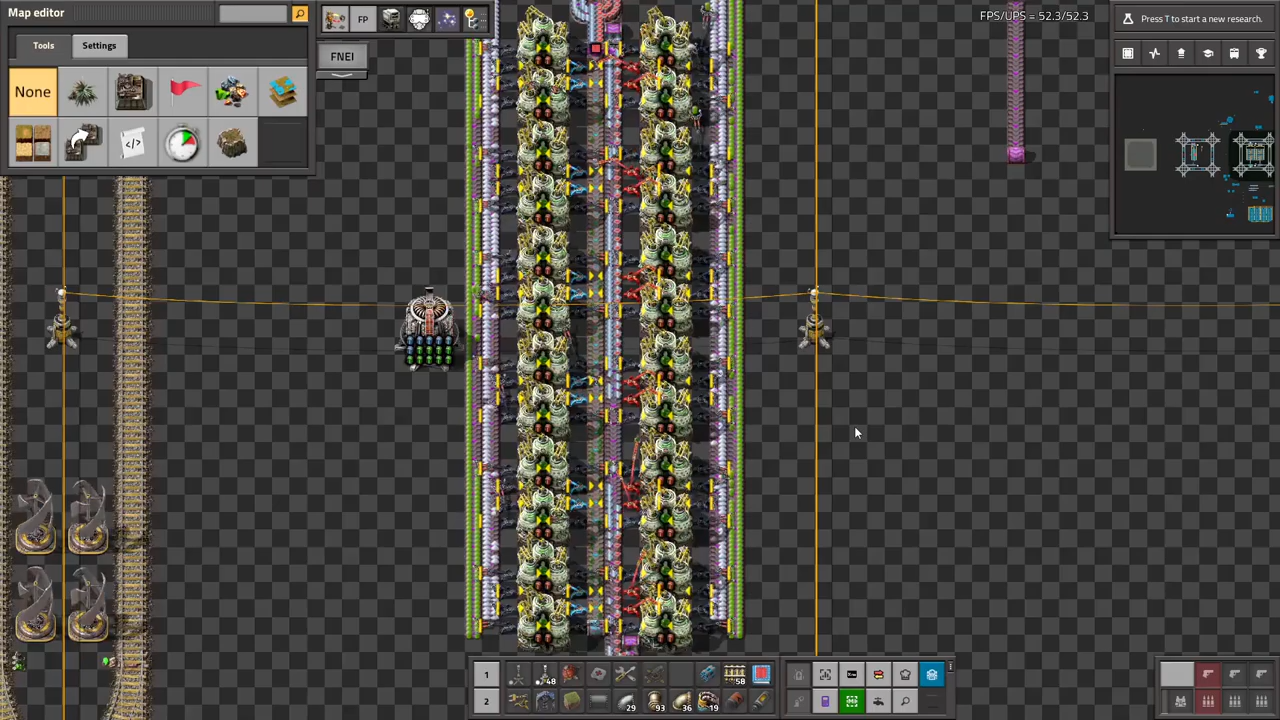 Map editor
Tools
Settings
None
</>
FP
FNEI
FPS/UPS = 52.3/52.3
Press T to start a new research.
1
48
58
2
29
93
36
19